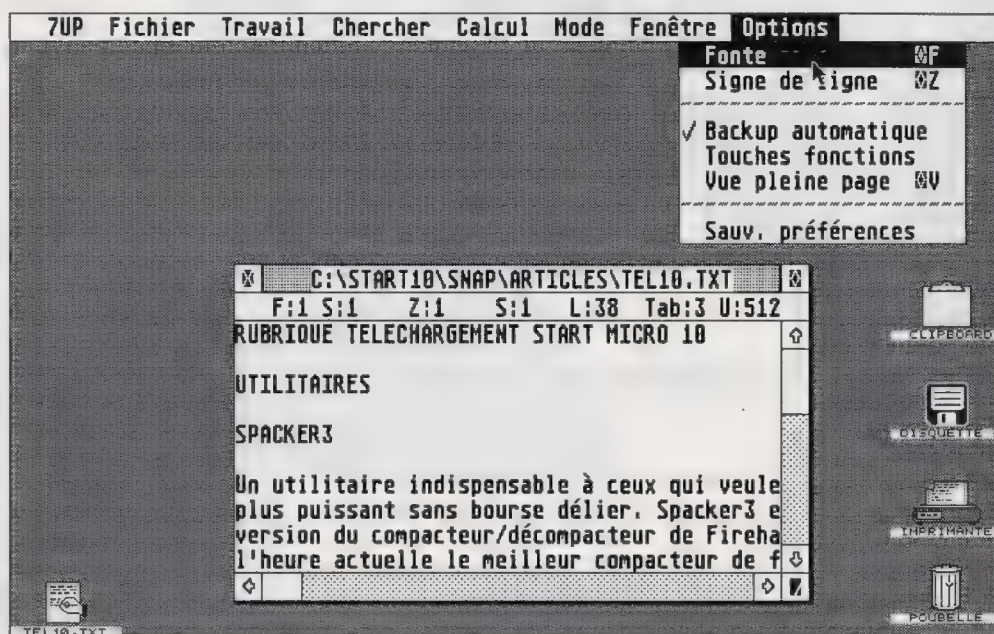 7UP Fichier Travail Chercher Calcul Mode Fenêtre Options
Fonte ◊F
Signe de ligne ◊Z
√ Backup automatique
Touches fonctions
Vue pleine page ◊V
Sauv. préférences
C:\START10\SNAP\ARTICLES\TEL10.TXT
F:1 S:1 Z:1 S:1 L:38 Tab:3 U:512
RUBRIQUE TELECHARGEMENT START MICRO 10
UTILITAIRES
SPACKER3
Un utilitaire indispensable à ceux qui veule
plus puissant sans bourse délier. Spacker3 e
version du compacteur/décompacteur de Fireha
l'heure actuelle le meilleur compacteur de f
CLIPBOARD
DISQUETTE
IMPRIMANTE
POUBELLE
TEL10.TXT